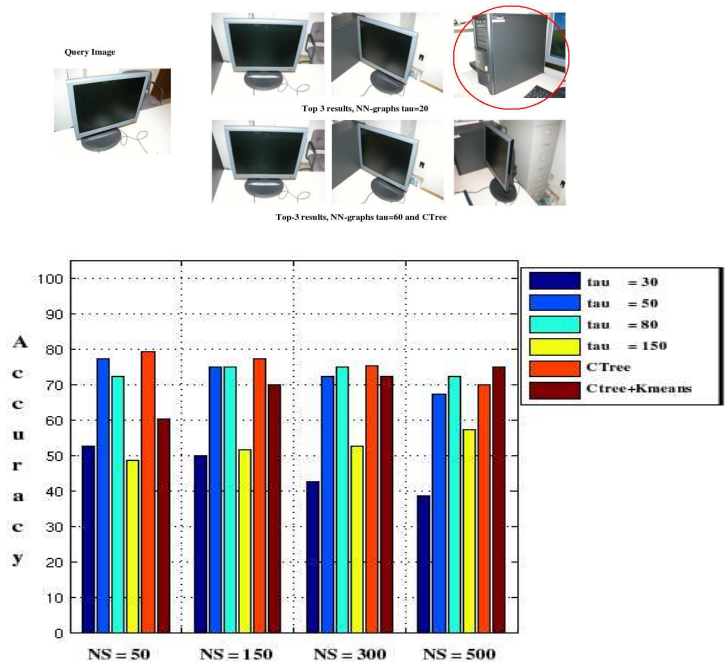 Query Image
Top 3 results, NN-graphs tau=20
Top-3 results, NN-graphs tau=60 and CTree
100
90
80
70
60
50
40
30
20
10
0
Accuracy
NS = 50
NS = 150
NS = 300
NS = 500
tau = 30
tau = 50
tau = 80
tau = 150
CTree
Ctree+Kmeans